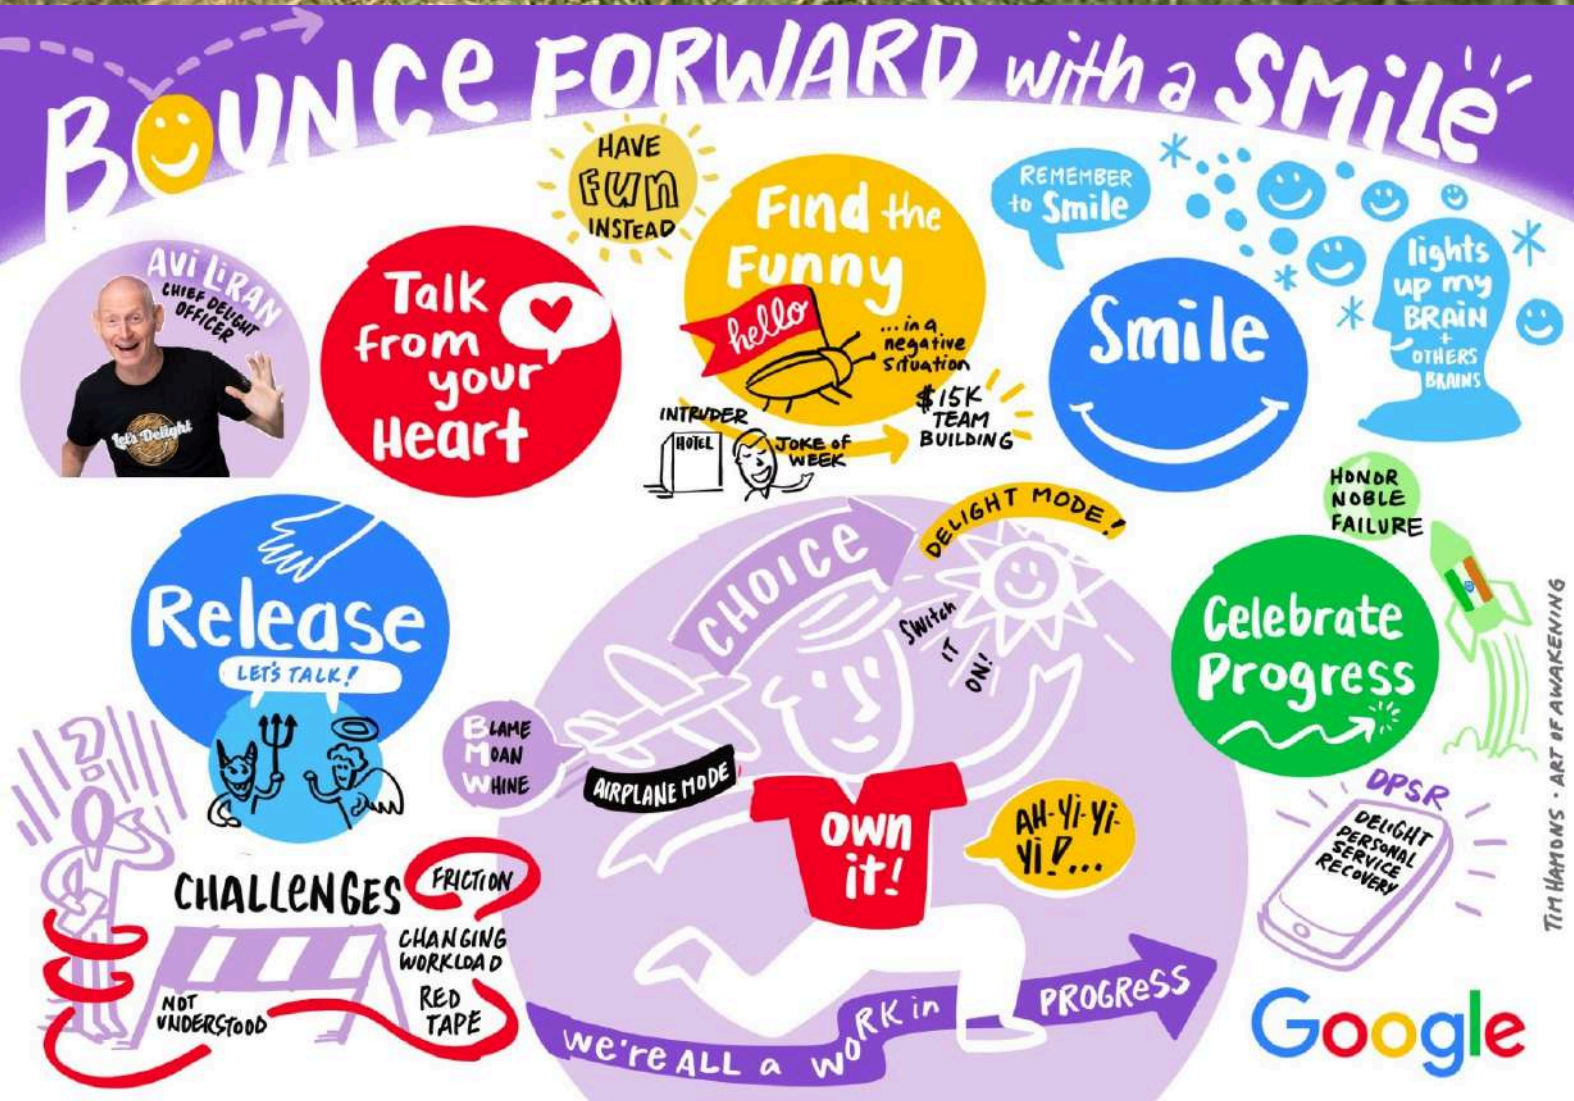 BOUNCe FORWARD with a SMiLe
HAVE
FUN
INSTEAD
Find the
Funny
hello
... in a
negative
situation
INTRUDER
HOTEL
JOKE OF
WEEK
$15K
TEAM
BUILDING
REMEMBER
to Smile
lights
up my
BRAiN
+
OTHERS
BRAINS
AVi LiRAN
CHIEF DELIGHT
OFFICER
Let's Delight
Talk
from
your
Heart
Smile
HONOR
NOBLE
FAILURE
Release
LET'S TALK!
CHOICE
DELIGHT MODE!
SWitch
IT
ON!
Celebrate
Progress
BLAME
MOAN
WHINE
AIRPLANE MODE
OWN
it!
AH-Yi-Yi-
Yi!...
DPSR
DELIGHT
PERSONAL
SERVICE
RECOVERY
?
CHALLENGES
FRICTION
CHANGING
WORKLOAD
NOT
UNDERSTOOD
RED
TAPE
We're ALL a WORK in PROGRESS
Google
TIM HAMONS · ART OF AWAKENING